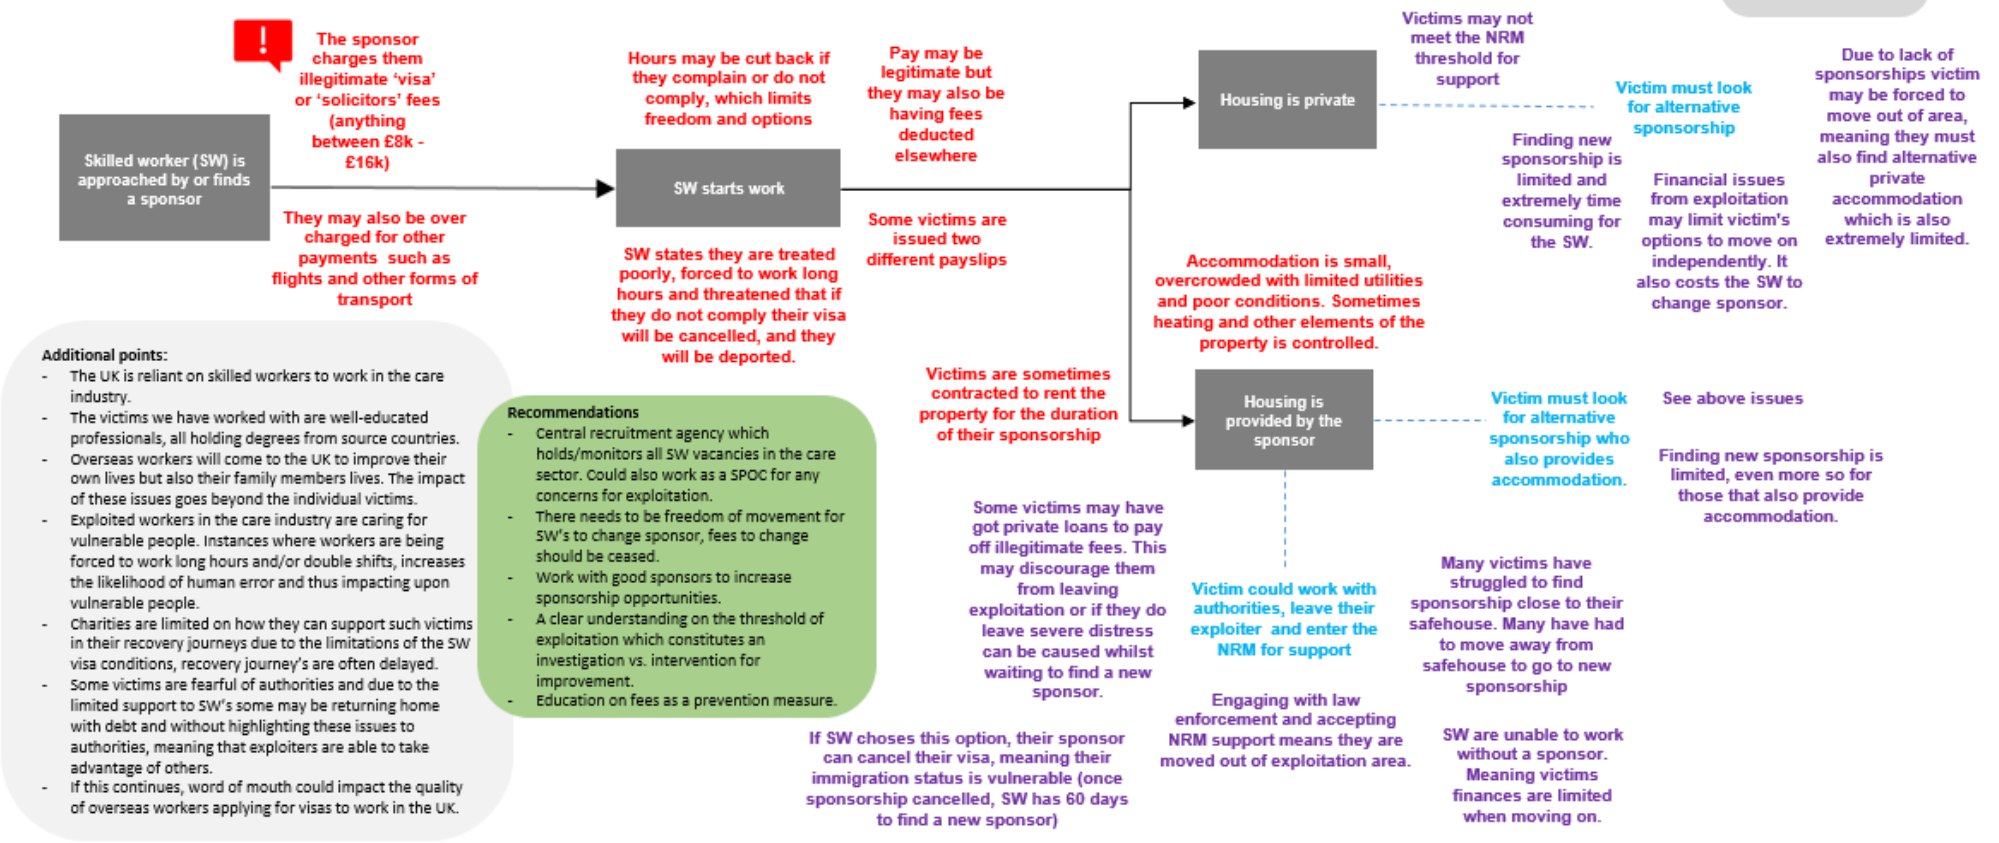 !
The sponsor
charges them
illegitimate ‘visa’
or ‘solicitors’ fees
(anything
between £8k -
£16k)
Skilled worker (SW) is
approached by or finds
a sponsor
They may also be over
charged for other
payments such as
flights and other forms of
transport
Hours may be cut back if
they complain or do not
comply, which limits
freedom and options
SW starts work
SW states they are treated
poorly, forced to work long
hours and threatened that if
they do not comply their visa
will be cancelled, and they
will be deported.
Pay may be
legitimate but
they may also be
having fees
deducted
elsewhere
Some victims are
issued two
different payslips
Housing is private
Victims may not
meet the NRM
threshold for
support
Victim must look
for alternative
sponsorship
Finding new
sponsorship is
limited and
extremely time
consuming for
the SW.
Financial issues
from exploitation
may limit victim's
options to move on
independently. It
also costs the SW to
change sponsor.
Due to lack of
sponsorships victim
may be forced to
move out of area,
meaning they must
also find alternative
private
accommodation
which is also
extremely limited.
Accommodation is small,
overcrowded with limited utilities
and poor conditions. Sometimes
heating and other elements of the
property is controlled.
Victims are sometimes
contracted to rent the
property for the duration
of their sponsorship
Housing is
provided by the
sponsor
Victim must look
for alternative
sponsorship who
also provides
accommodation.
See above issues
Finding new sponsorship is
limited, even more so for
those that also provide
accommodation.
Some victims may have
got private loans to pay
off illegitimate fees. This
may discourage them
from leaving
exploitation or if they do
leave severe distress
can be caused whilst
waiting to find a new
sponsor.
Victim could work with
authorities, leave their
exploiter and enter the
NRM for support
Many victims have
struggled to find
sponsorship close to their
safehouse. Many have had
to move away from
safehouse to go to new
sponsorship
Engaging with law
enforcement and accepting
NRM support means they are
moved out of exploitation area.
If SW choses this option, their sponsor
can cancel their visa, meaning their
immigration status is vulnerable (once
sponsorship cancelled, SW has 60 days
to find a new sponsor)
SW are unable to work
without a sponsor.
Meaning victims
finances are limited
when moving on.
Additional points:
- The UK is reliant on skilled workers to work in the care
industry.
- The victims we have worked with are well-educated
professionals, all holding degrees from source countries.
- Overseas workers will come to the UK to improve their
own lives but also their family members lives. The impact
of these issues goes beyond the individual victims.
- Exploited workers in the care industry are caring for
vulnerable people. Instances where workers are being
forced to work long hours and/or double shifts, increases
the likelihood of human error and thus impacting upon
vulnerable people.
- Charities are limited on how they can support such victims
in their recovery journeys due to the limitations of the SW
visa conditions, recovery journey's are often delayed.
- Some victims are fearful of authorities and due to the
limited support to SW's some may be returning home
with debt and without highlighting these issues to
authorities, meaning that exploiters are able to take
advantage of others.
- If this continues, word of mouth could impact the quality
of overseas workers applying for visas to work in the UK.
Recommendations
- Central recruitment agency which
holds/monitors all SW vacancies in the care
sector. Could also work as a SPOC for any
concerns for exploitation.
- There needs to be freedom of movement for
SW's to change sponsor, fees to change
should be ceased.
- Work with good sponsors to increase
sponsorship opportunities.
- A clear understanding on the threshold of
exploitation which constitutes an
investigation vs. intervention for
improvement.
- Education on fees as a prevention measure.